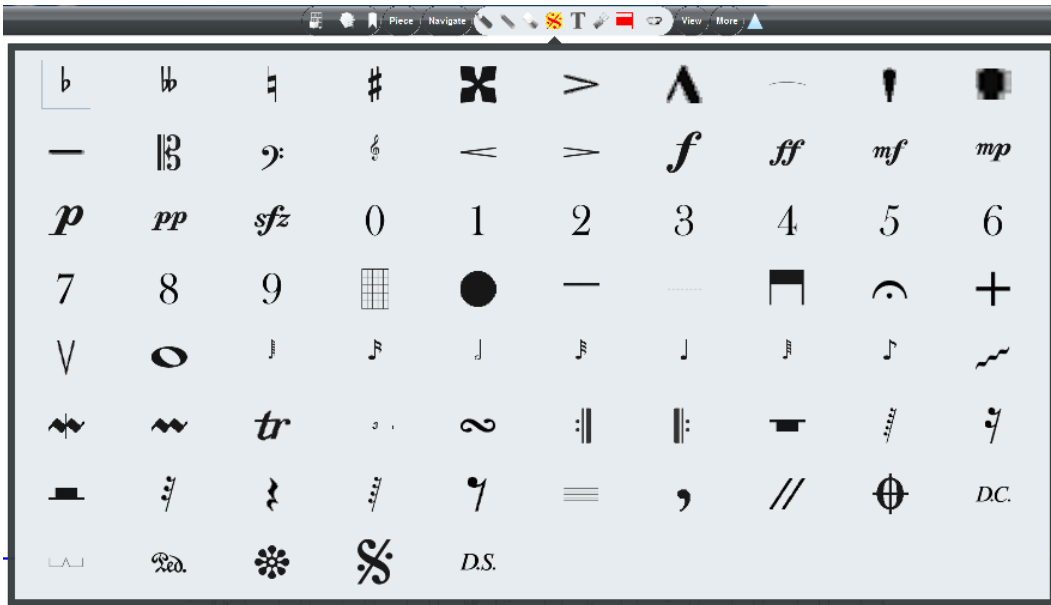 Piece Navigate T View More
f ff mf mp
p pp sfz 0 1 2 3 4 5 6
7 8 9
tr 3
D.C.
Ped. D.S.